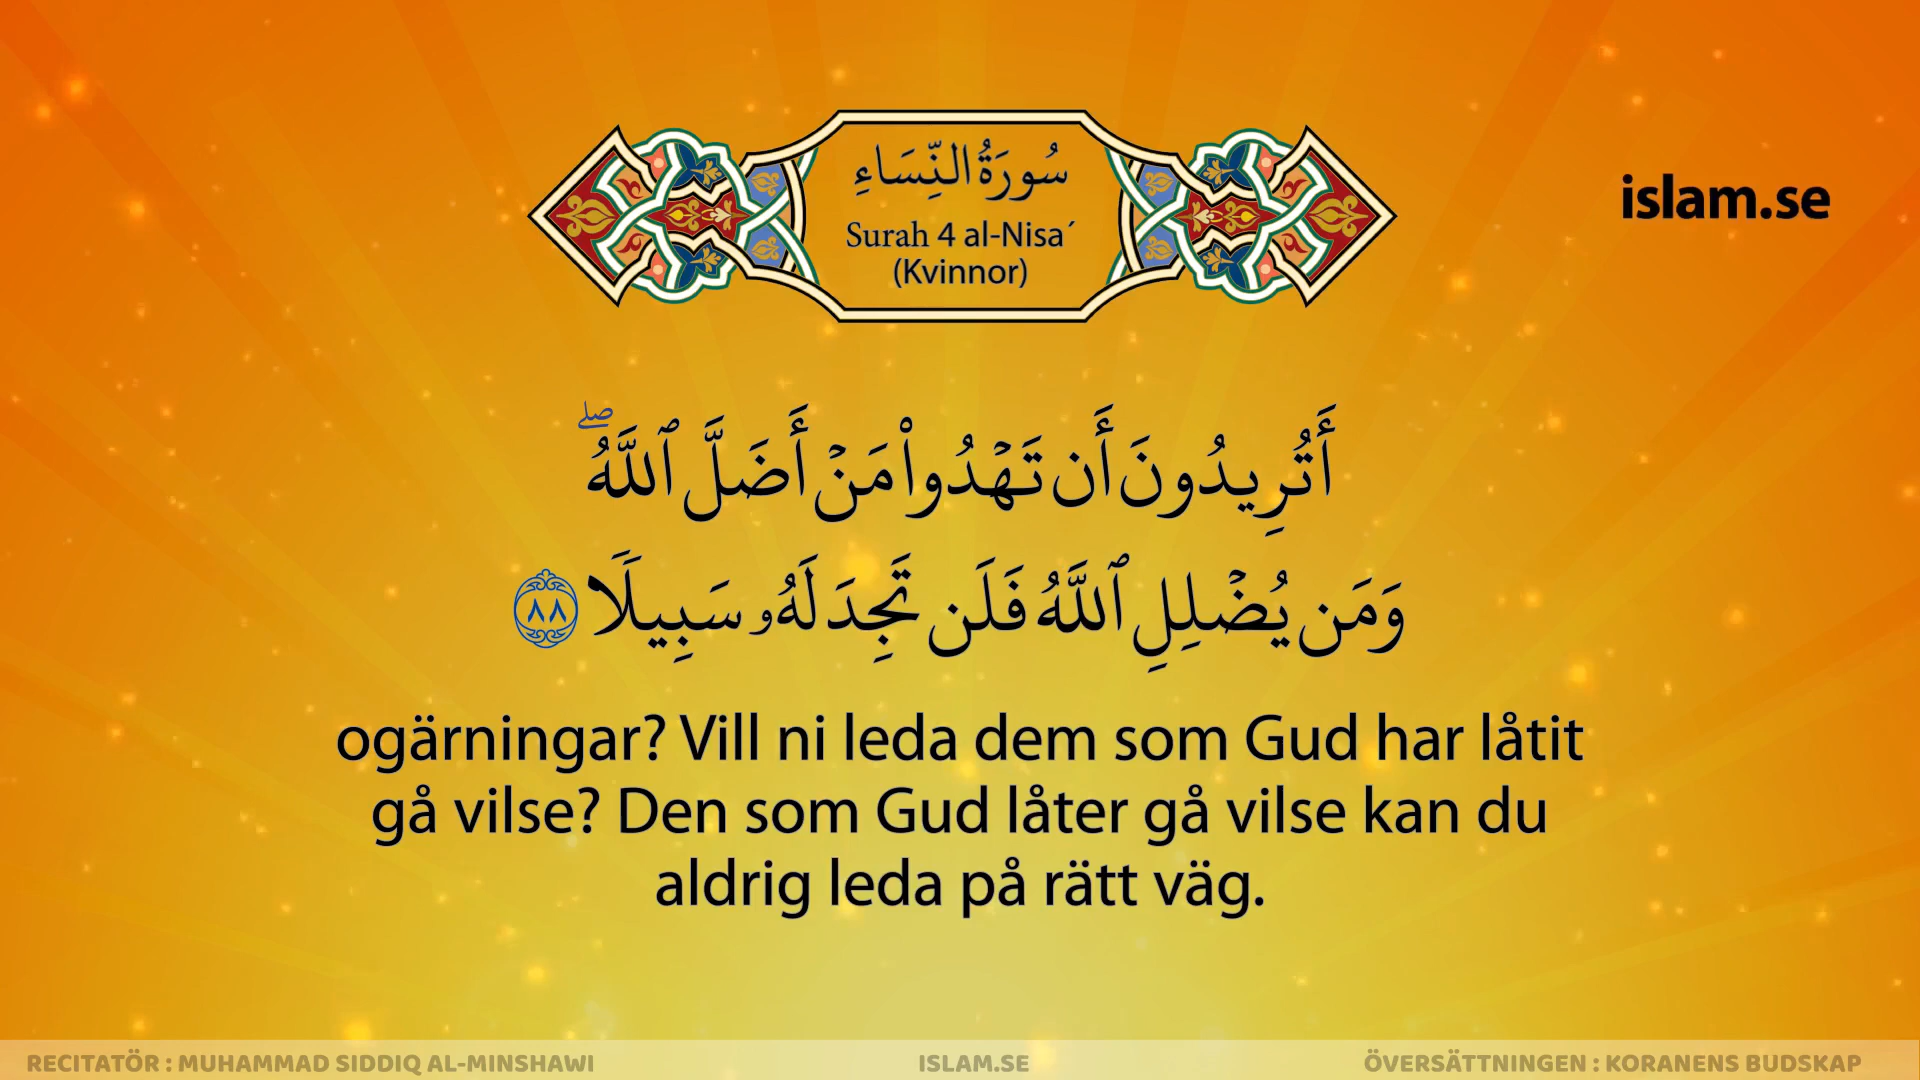 سُورَةُ النِّسَاءِ
Surah 4 al-Nisa´
(Kvinnor)
islam.se
أَتُرِيدُونَ أَن تَهۡدُواْ مَنۡ أَضَلَّ ٱللَّهُۖ
وَمَن يُضۡلِلِ ٱللَّهُ فَلَن تَجِدَ لَهُۥ سَبِيلًا ٨٨
ogärningar? Vill ni leda dem som Gud har låtit
gå vilse? Den som Gud låter gå vilse kan du
aldrig leda på rätt väg.
RECITATÖR : MUHAMMAD SIDDIQ AL-MINSHAWI
ISLAM.SE
ÖVERSÄTTNINGEN : KORANENS BUDSKAP